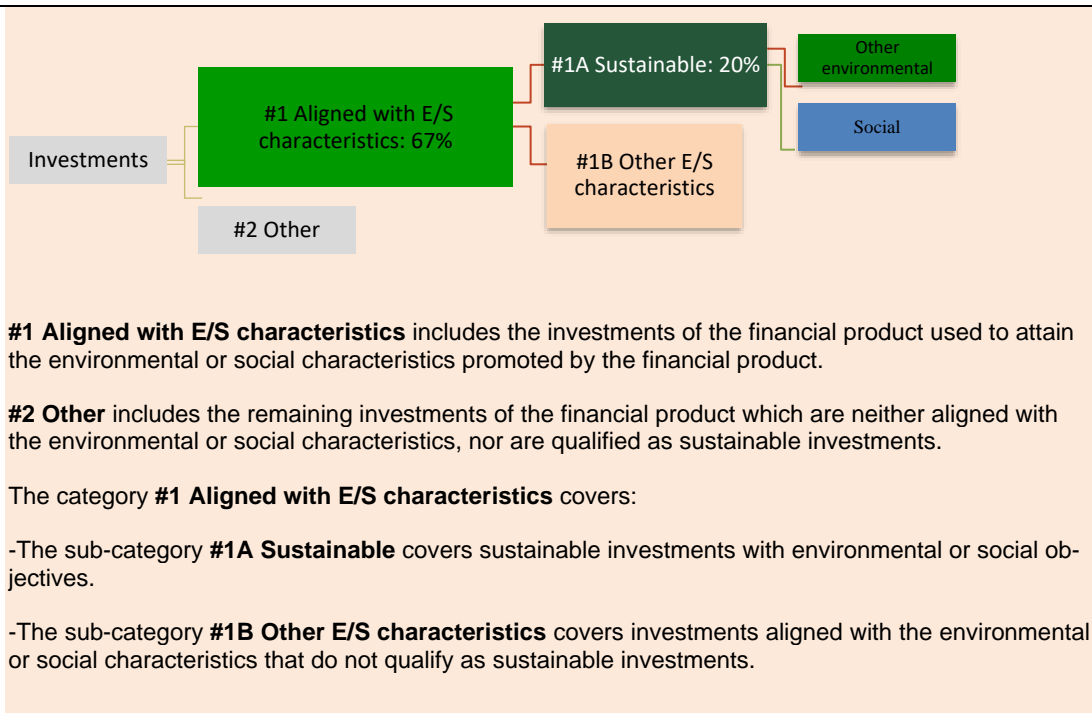 Investments
#1 Aligned with E/S
characteristics: 67%
#2 Other
#1A Sustainable: 20%
#1B Other E/S
characteristics
Other
environmental
Social
#1 Aligned with E/S characteristics includes the investments of the financial product used to attain
the environmental or social characteristics promoted by the financial product.
#2 Other includes the remaining investments of the financial product which are neither aligned with
the environmental or social characteristics, nor are qualified as sustainable investments.
The category #1 Aligned with E/S characteristics covers:
-The sub-category #1A Sustainable covers sustainable investments with environmental or social ob-
jectives.
-The sub-category #1B Other E/S characteristics covers investments aligned with the environmental
or social characteristics that do not qualify as sustainable investments.